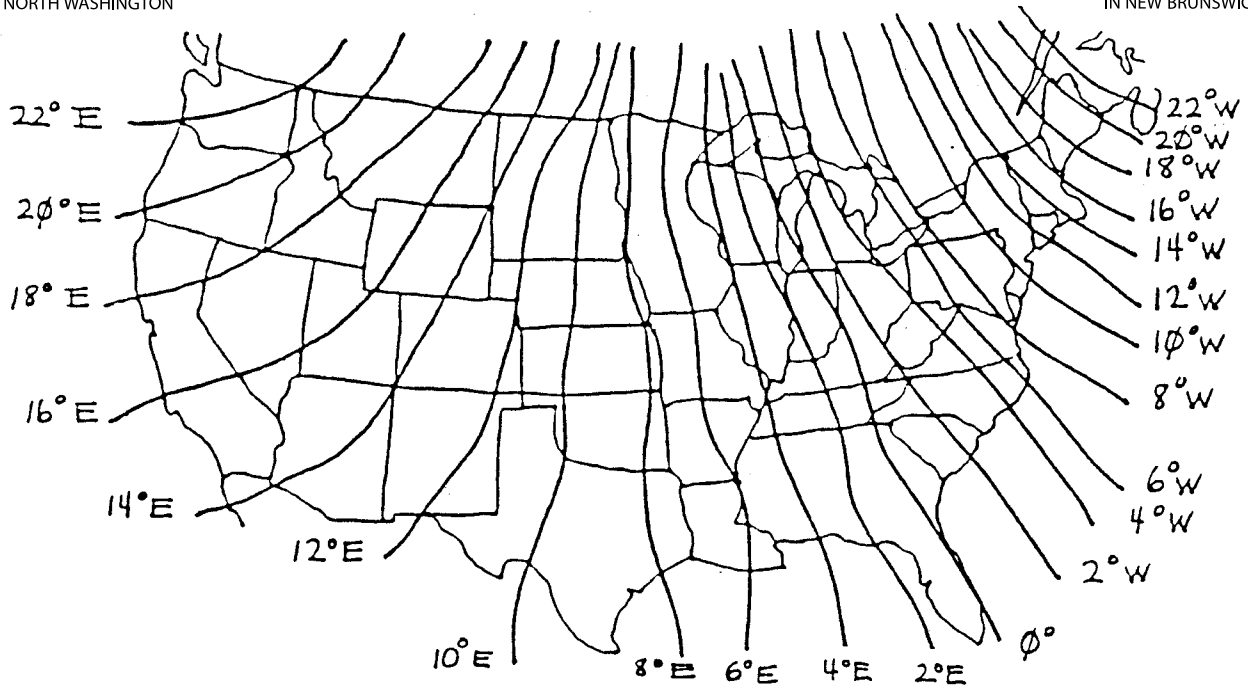 NORTH WASHINGTON
IN NEW BRUNSWIC
22° E
22° W
20° W
18° W
20° E
16° W
14° W
18° E
12° W
10° W
16° E
8° W
6° W
14° E
4° W
12° E
2° W
0°
10° E
8° E
6° E
4° E
2° E